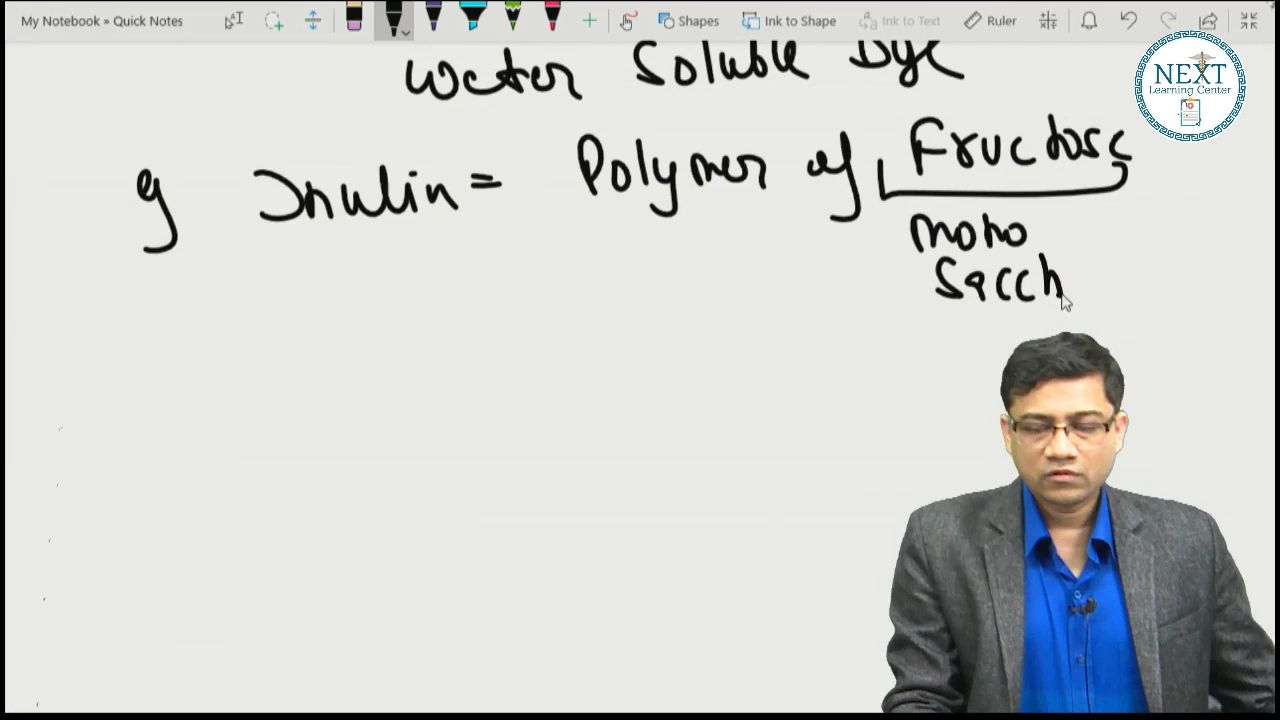 My Notebook » Quick Notes
Shapes
Ink to Shape
Ink to Text
Ruler
NEXT
Learning Center
Water Soluble Dye
g Inulin = Polymer of Fructose
mono
Sacch